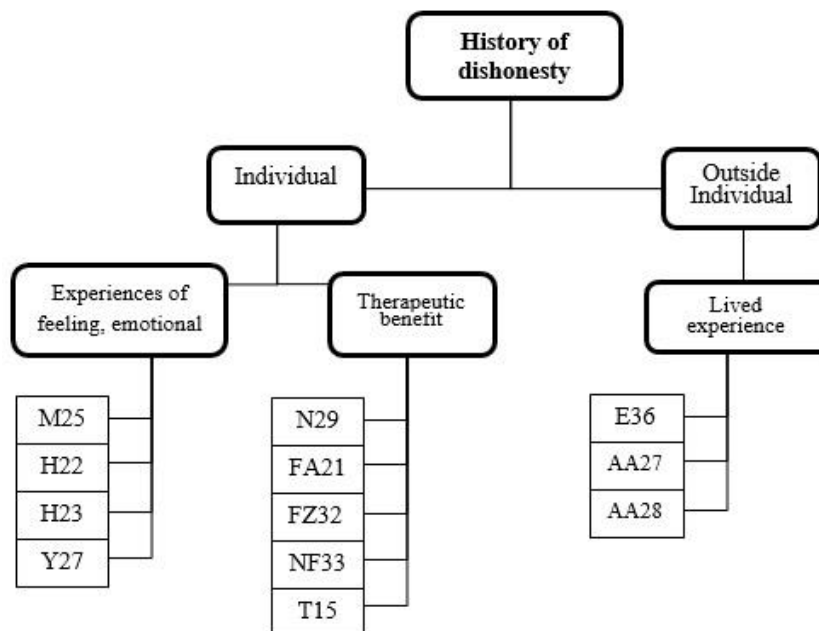 History of
dishonesty
Individual
Outside
Individual
Experiences of
feeling, emotional
Therapeutic
benefit
Lived
experience
M25
H22
H23
Y27
N29
FA21
FZ32
NF33
T15
E36
AA27
AA28